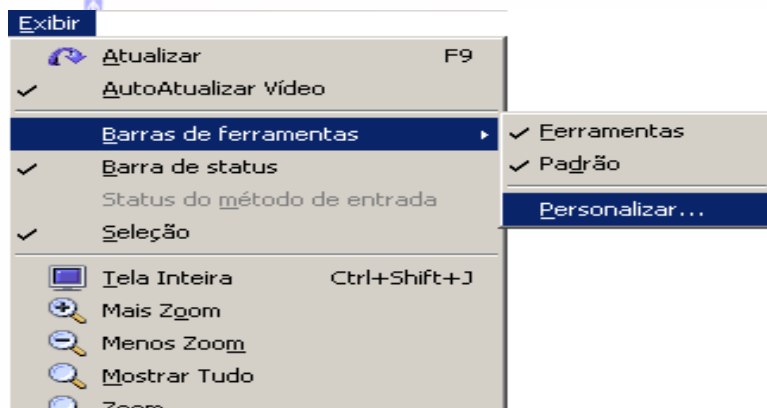 Exibir
Atualizar F9
AutoAtualizar Vídeo
Barras de ferramentas
Ferramentas
Padrão
Personalizar...
Barra de status
Status do método de entrada
Seleção
Tela Inteira Ctrl+Shift+J
Mais Zoom
Menos Zoom
Mostrar Tudo
Zoom